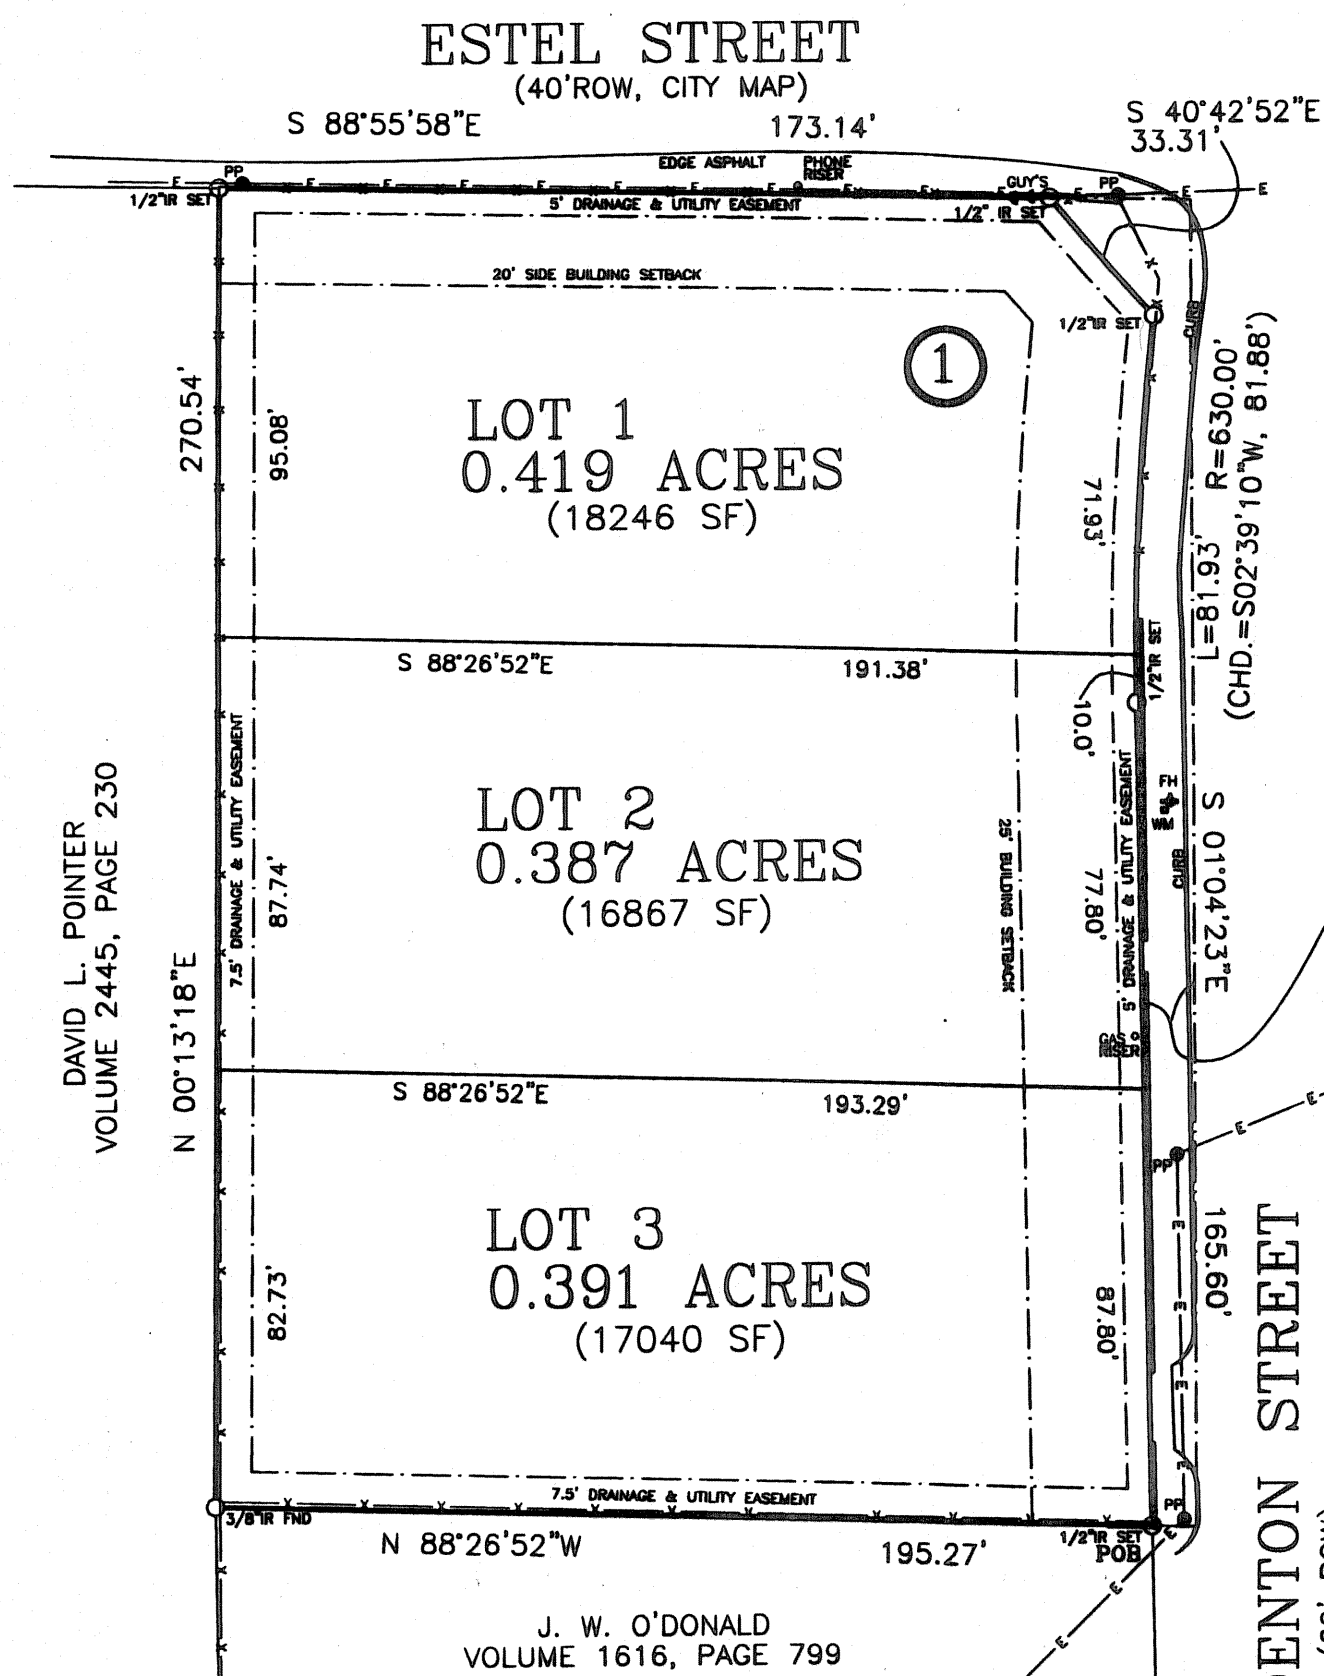 ESTEL STREET
(40'ROW, CITY MAP)
S 88°55'58"E
173.14'
S 40°42'52"E
33.31'
EDGE ASPHALT
PHONE
RISER
PP
GUY'S
PP
1/2"IR SET
5' DRAINAGE & UTILITY EASEMENT
1/2" IR SET
20' SIDE BUILDING SETBACK
1/2"IR SET
CURB
1
270.54'
95.08'
LOT 1
0.419 ACRES
(18246 SF)
71.93'
L=81.93' R=630.00'
(CHD.=S02°39'10"W, 81.88')
S 88°26'52"E
191.38'
1/2"IR SET
10.0'
DAVID L. POINTER
VOLUME 2445, PAGE 230
N 00°13'18"E
7.5' DRAINAGE & UTILITY EASEMENT
87.74'
LOT 2
0.387 ACRES
(16867 SF)
25' BUILDING SETBACK
77.80'
5' DRAINAGE & UTILITY EASEMENT
FH
WM
CURB
S 01°04'23"E
GAS
RISER
S 88°26'52"E
193.29'
PP
LOT 3
0.391 ACRES
(17040 SF)
82.73'
87.80'
165.60'
7.5' DRAINAGE & UTILITY EASEMENT
3/8"IR FND
N 88°26'52"W
195.27'
1/2"IR SET
POB
PP
ENTON STREET
J. W. O'DONALD
VOLUME 1616, PAGE 799